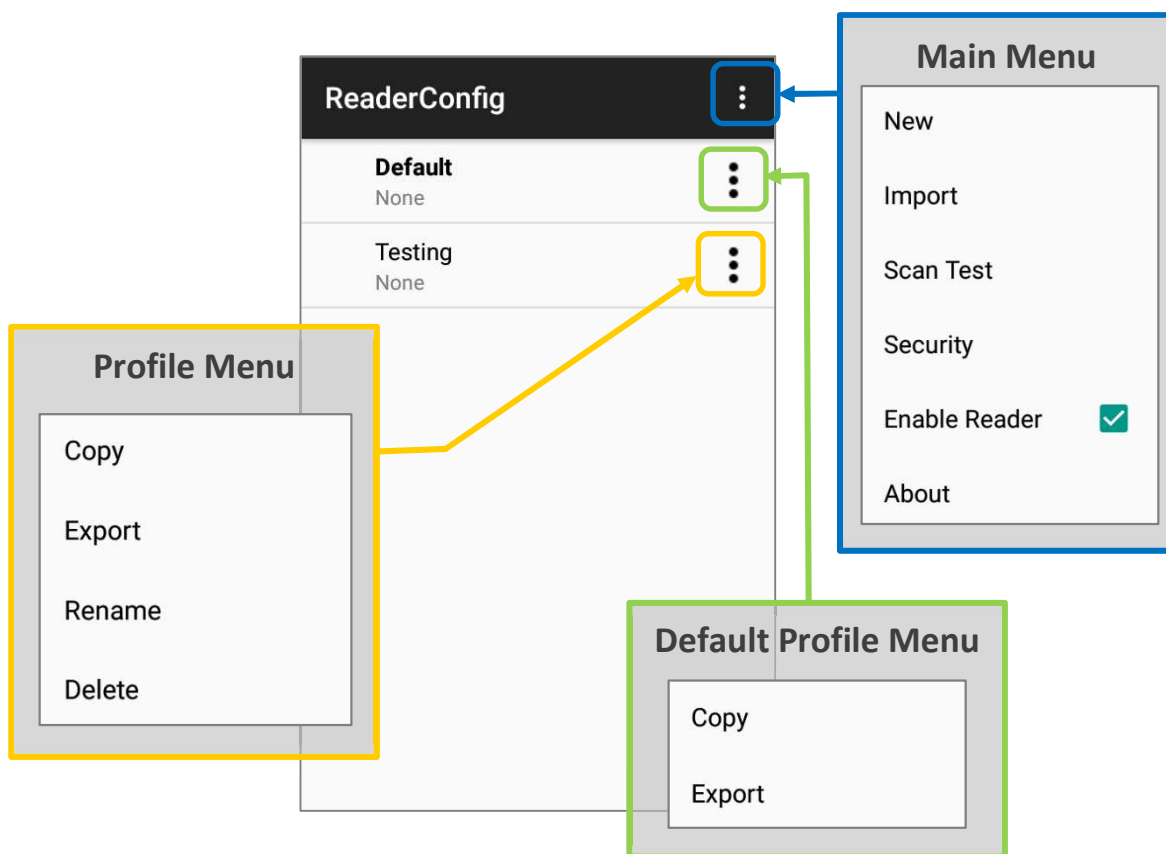 Main Menu
New
Import
Scan Test
Security
Enable Reader
About
ReaderConfig
Default
None
Testing
None
Profile Menu
Copy
Export
Rename
Delete
Default Profile Menu
Copy
Export